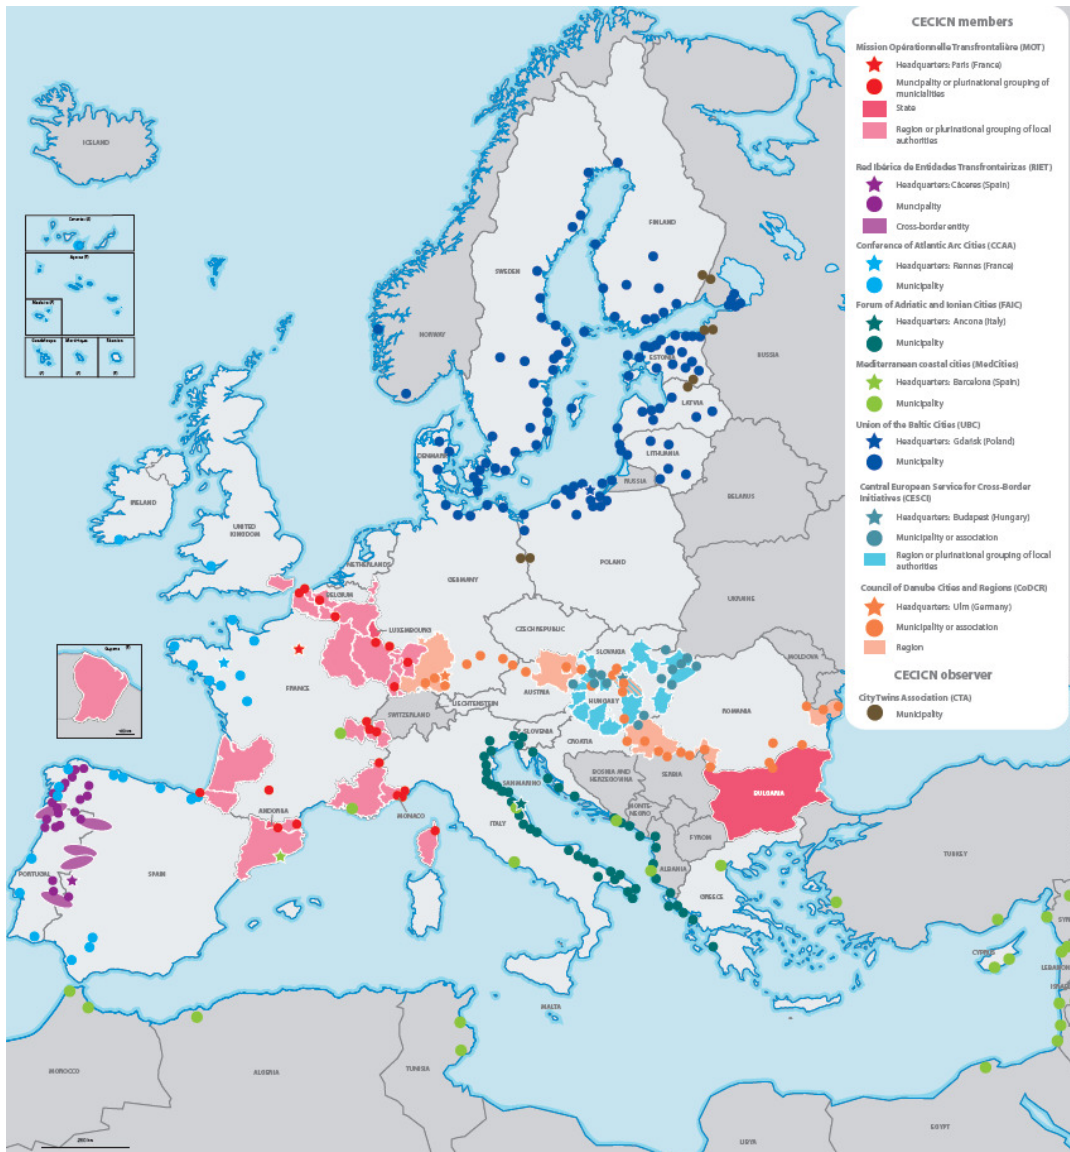 CECICN members
Mission Opérationnelle Transfrontalière (MOT)
Headquarters: Paris (France)
Muncipality or plurinational grouping of
municialities
State
Region or plurinational grouping of local
authorities
Red Ibérica de Entidades Transfronteirizas (RIET)
Headquarters: Cáceres (Spain)
Muncipality
Cross-border entity
Conference of Atlantic Arc Cities (CCAA)
Headquarters: Rennes (France)
Municipality
Forum of Adriatic and Ionian Cities (FAIC)
Headquarters: Ancona (Italy)
Municipality
Mediterranean coastal cities (MedCities)
Headquarters: Barcelona (Spain)
Municipality
Union of the Baltic Cities (UBC)
Headquarters: Gdańsk (Poland)
Municipality
Central European Service for Cross-Border
Initiatives (CESCI)
Headquarters: Budapest (Hungary)
Municipality or association
Region or plurinational grouping of local
authorities
Council of Danube Cities and Regions (CoDCR)
Headquarters: Ulm (Germany)
Municipality or association
Region
CECICN observer
City Twins Association (CTA)
Municipality
ICELAND
FINLAND
SWEDEN
NORWAY
RUSSIA
ESTONIA
LATVIA
DENMARK
LITHUANIA
RUSSIA
BELARUS
IRELAND
UNITED
KINGDOM
NETHERLANDS
BELGIUM
GERMANY
POLAND
UKRAINE
LUXEMBOURG
CZECH REPUBLIC
SLOVAKIA
MOLDOVA
FRANCE
SWITZERLAND
LIECHTENSTEIN
AUSTRIA
HUNGARY
ROMANIA
SLOVENIA
CROATIA
BOSKIA AND
HERZEGOVINA
SERBIA
SAN MARINO
MONTE-
NEGRO
BULGARIA
ANDORRA
MONACO
ITALY
FYROM
ALBANIA
PORTUGAL
SPAIN
GREECE
TURKEY
CYPRUS
MALTA
MOROCCO
ALGERIA
TUNISIA
LIBYA
EGYPT